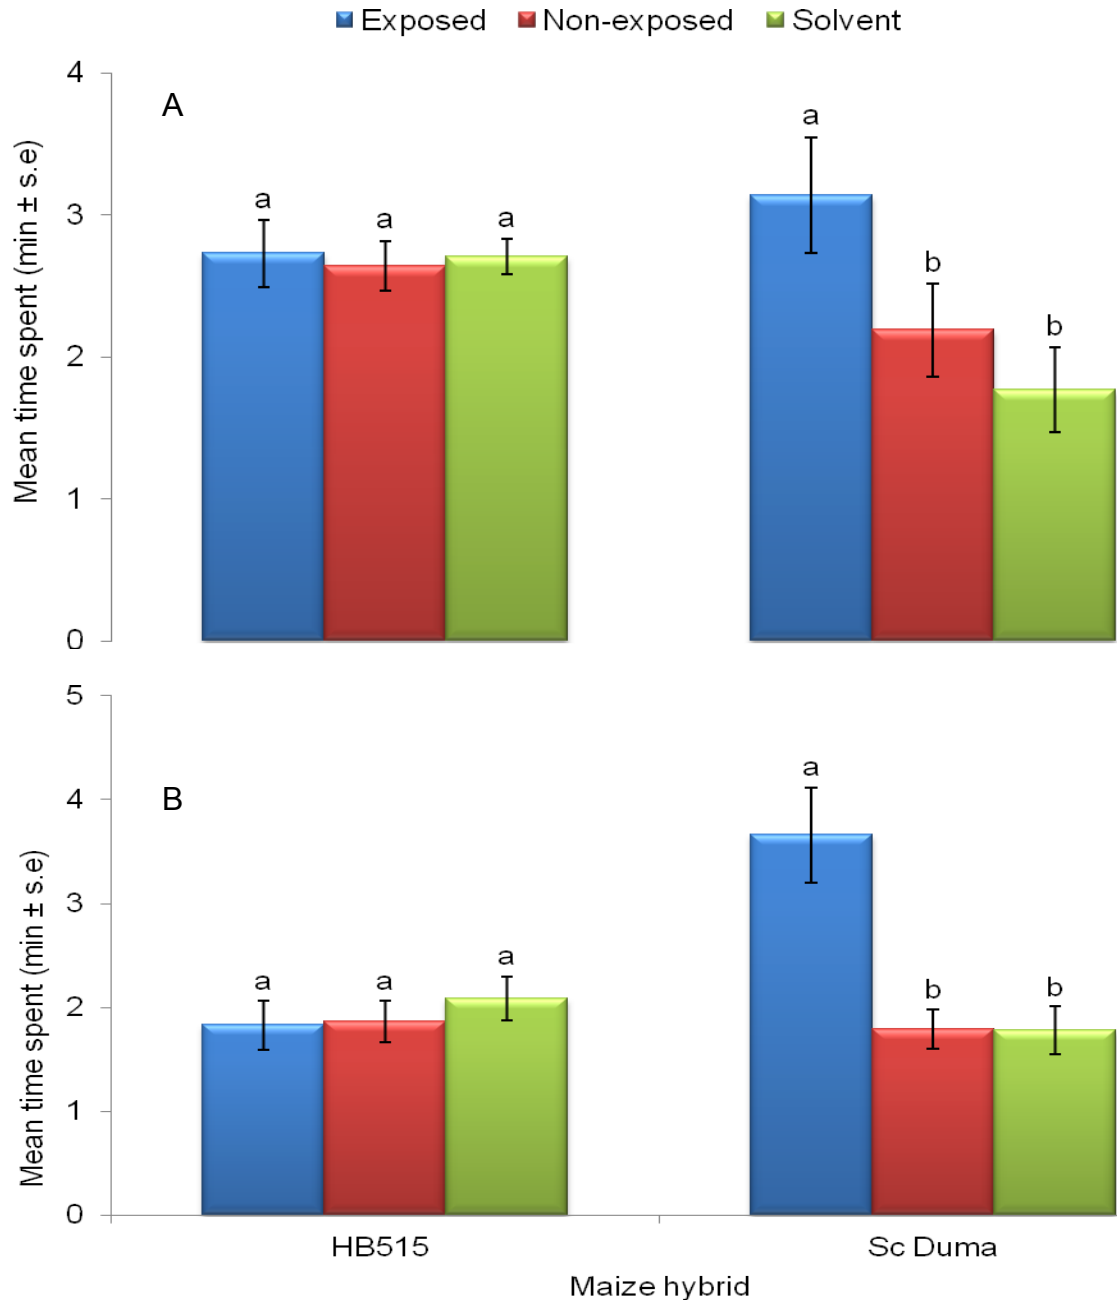 Exposed Non-exposed Solvent
4
A
a
a
a
a
b
b
3
2
1
0
Mean time spent (min ± s.e)
5
B
a
a
a
a
b
b
4
3
2
1
0
Mean time spent (min ± s.e)
HB515 Sc Duma
Maize hybrid